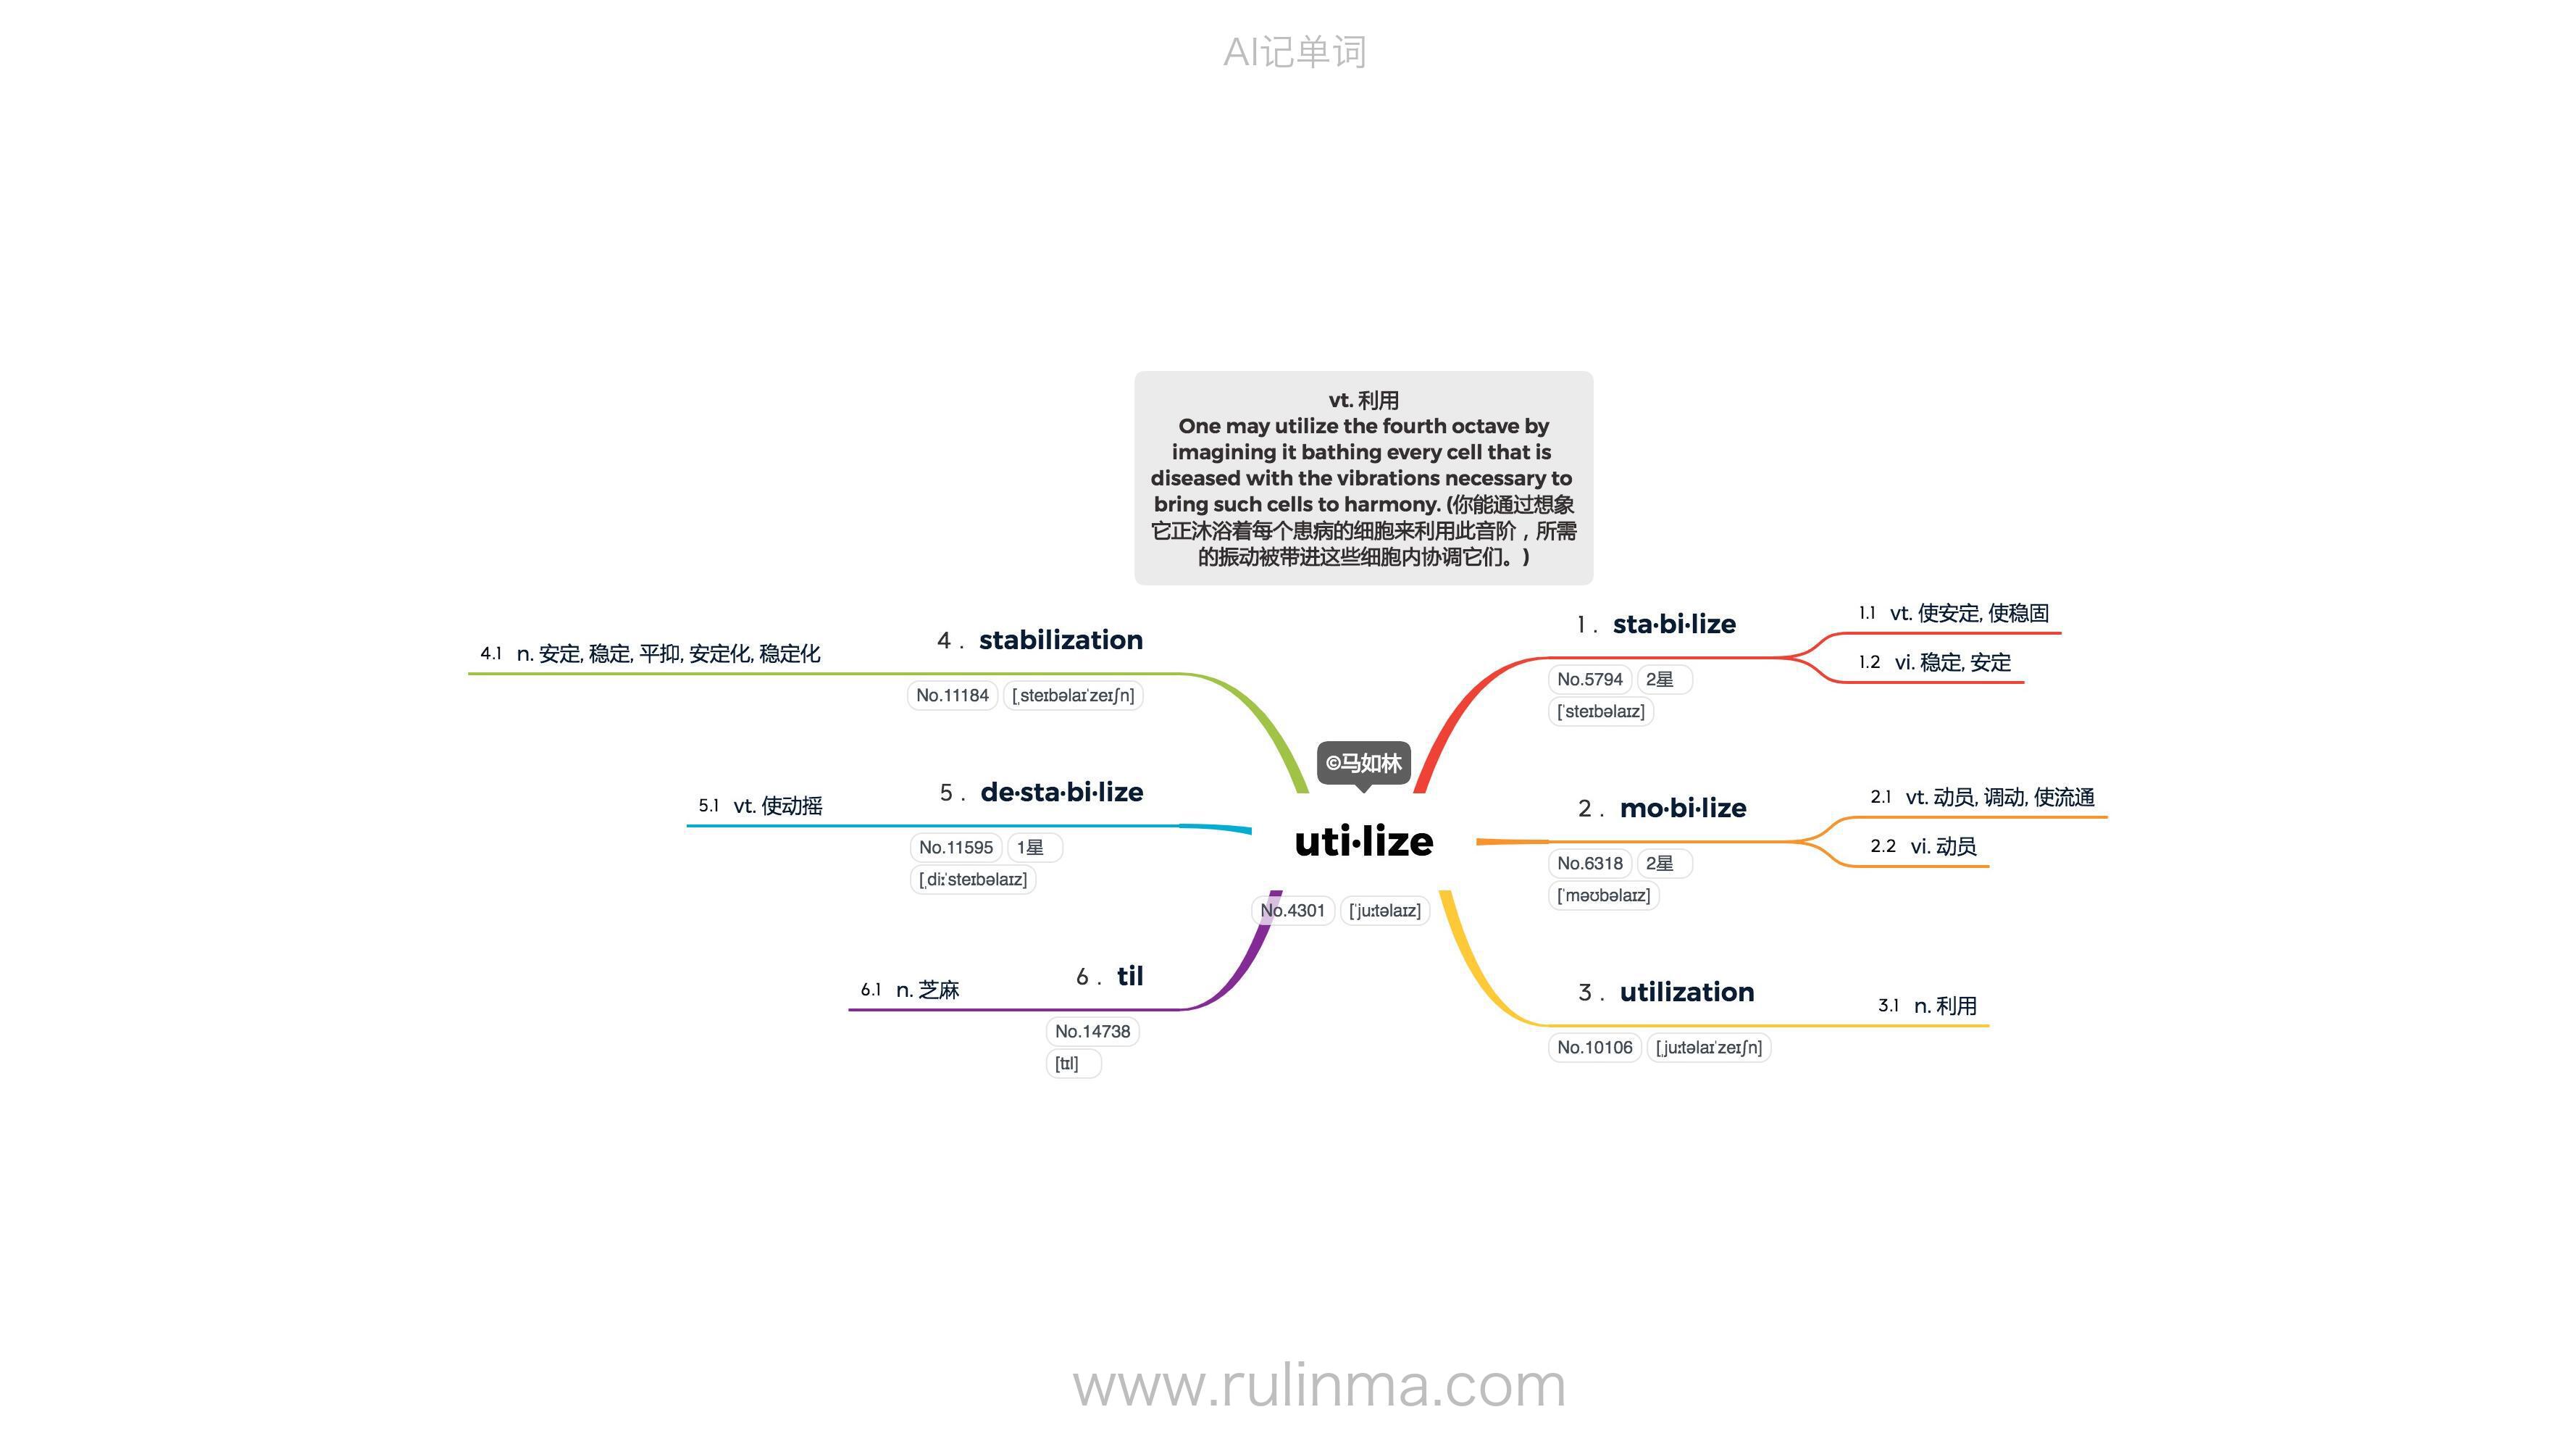 AI记单词
vt. 利用
One may utilize the fourth octave by
imagining it bathing every cell that is
diseased with the vibrations necessary to
bring such cells to harmony. (你能通过想象
它正沐浴着每个患病的细胞来利用此音阶，所需
的振动被带进这些细胞内协调它们。)
©马如林
uti·lize
No.4301 [ˈjuːtəlaɪz]
1 . sta·bi·lize
No.5794 2星
[ˈsteɪbəlaɪz]
1.1 vt. 使安定, 使稳固
1.2 vi. 稳定, 安定
2 . mo·bi·lize
No.6318 2星
[ˈməʊbəlaɪz]
2.1 vt. 动员, 调动, 使流通
2.2 vi. 动员
3 . utilization
No.10106 [ˌjuːtəlaɪˈzeɪʃn]
3.1 n. 利用
4 . stabilization
No.11184 [ˌsteɪbəlaɪˈzeɪʃn]
4.1 n. 安定, 稳定, 平抑, 安定化, 稳定化
5 . de·sta·bi·lize
No.11595 1星
[ˌdiːˈsteɪbəlaɪz]
5.1 vt. 使动摇
6 . til
No.14738
[tɪl]
6.1 n. 芝麻
www.rulinma.com